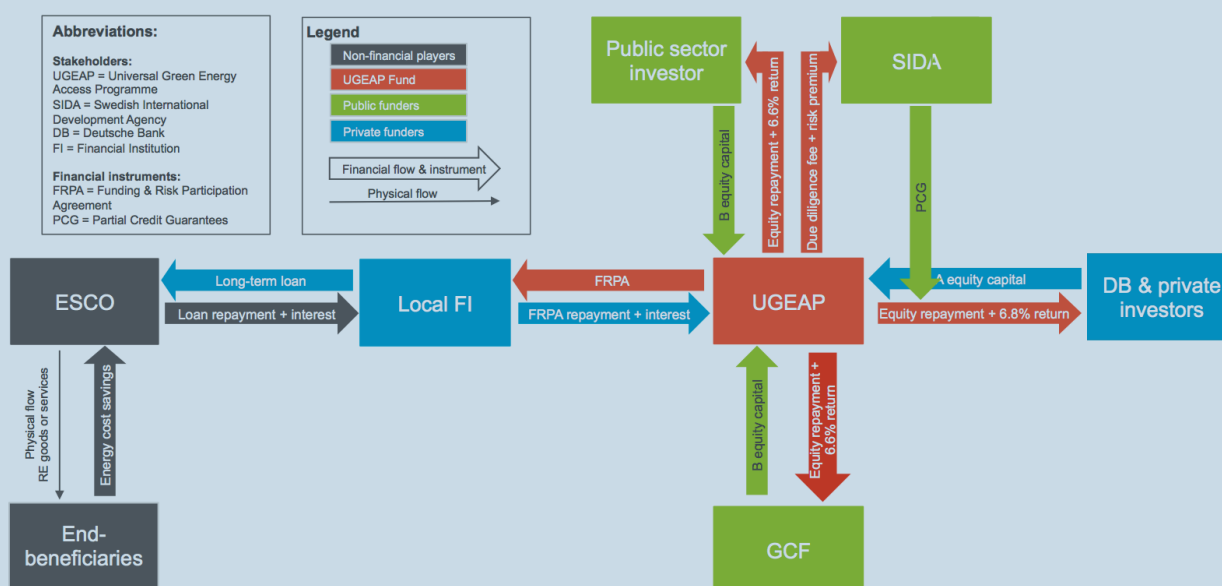 Abbreviations:
Stakeholders:
UGEAP = Universal Green Energy
Access Programme
SIDA = Swedish International
Development Agency
DB = Deutsche Bank
FI = Financial Institution
Financial instruments:
FRPA = Funding & Risk Participation
Agreement
PCG = Partial Credit Guarantees
Legend
Non-financial players
UGEAP Fund
Public funders
Private funders
Financial flow & instrument
Physical flow
Public sector
investor
SIDA
B equity capital
Equity repayment + 6.6% return
Due diligence fee + risk premium
PCG
ESCO
Long-term loan
Loan repayment + interest
Local FI
FRPA
FRPA repayment + interest
UGEAP
A equity capital
Equity repayment + 6.8% return
DB & private
investors
Physical flow
RE goods or services
Energy cost savings
B equity capital
Equity repayment +
6.6% return
End-
beneficiaries
GCF